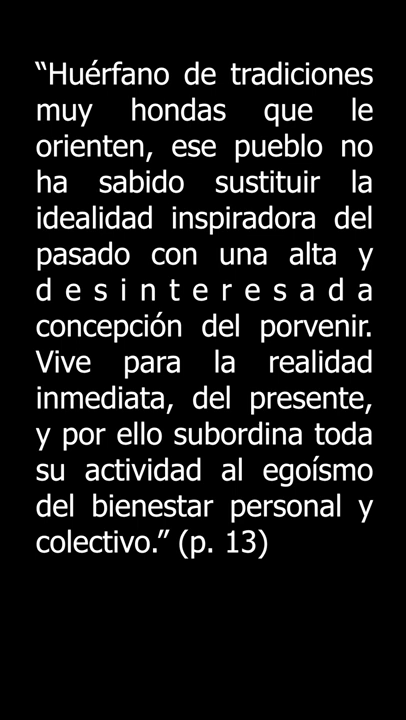 “Huérfano de tradiciones
muy hondas que le
orienten, ese pueblo no
ha sabido sustituir la
idealidad inspiradora del
pasado con una alta y
desinteresada
concepción del porvenir.
Vive para la realidad
inmediata, del presente,
y por ello subordina toda
su actividad al egoísmo
del bienestar personal y
colectivo.” (p. 13)